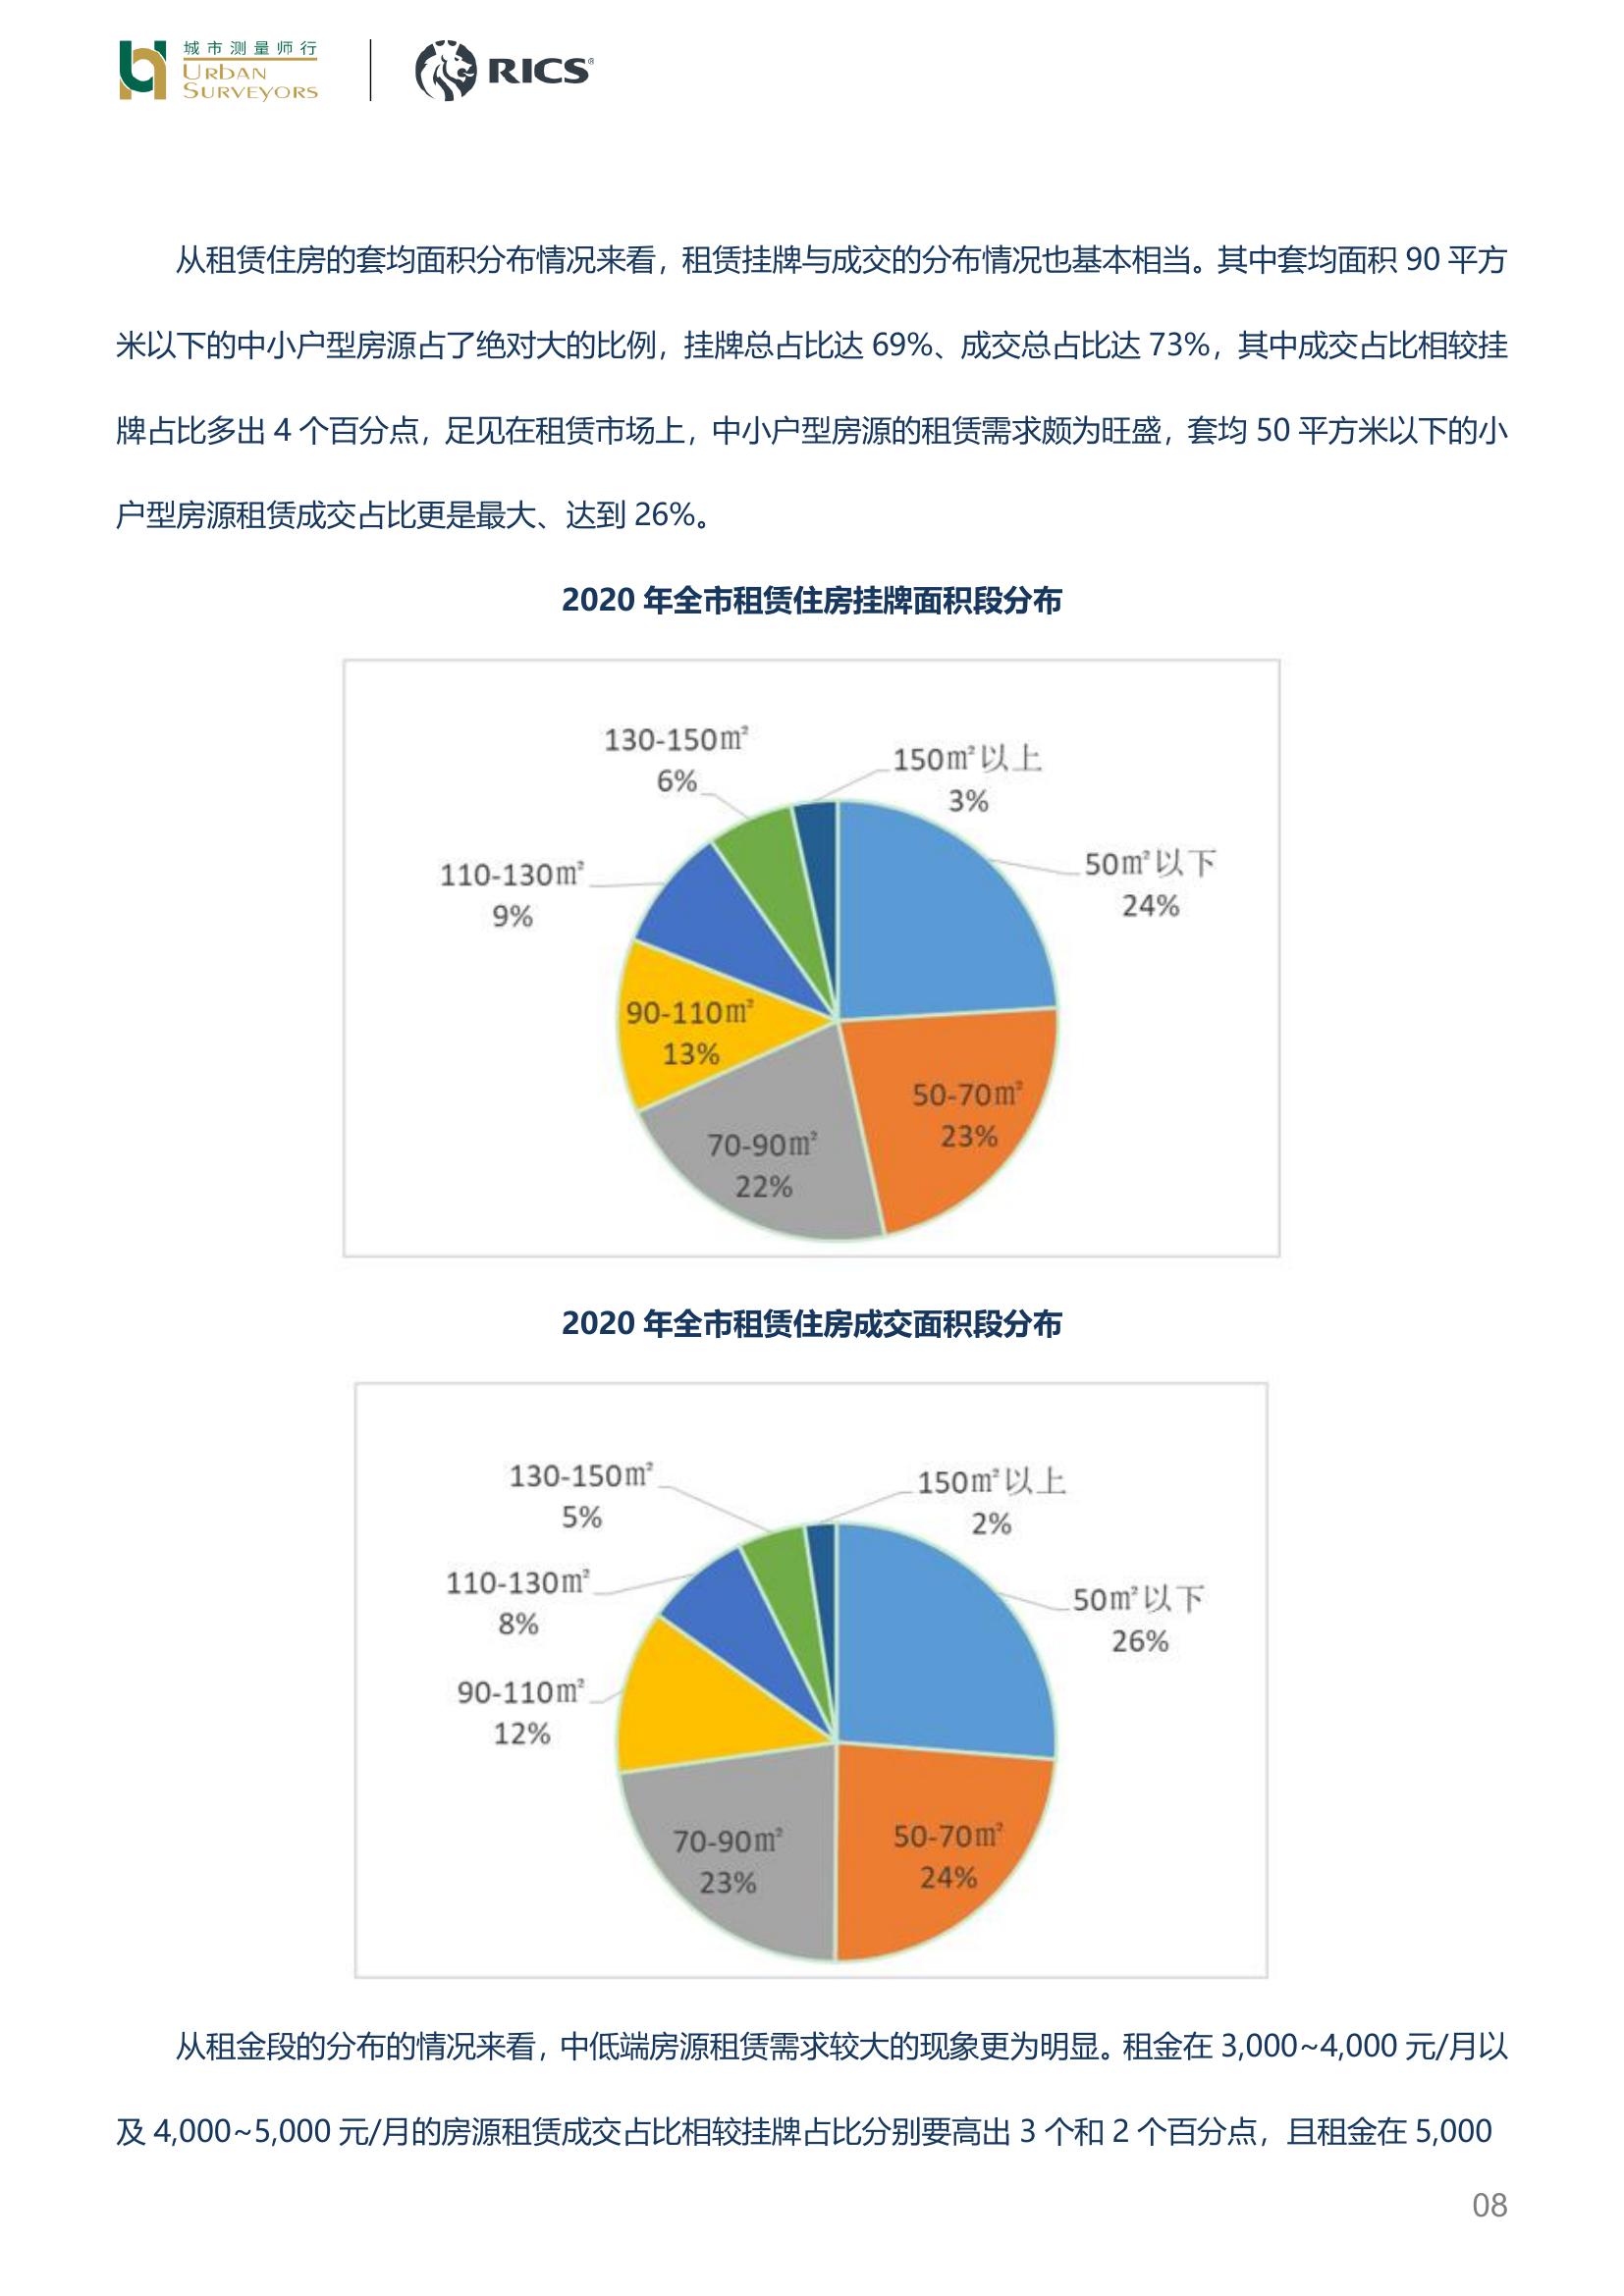 城市测量师行
URBAN
SURVEYORS
RICS®
从租赁住房的套均面积分布情况来看，租赁挂牌与成交的分布情况也基本相当。其中套均面积 90 平方
米以下的中小户型房源占了绝对大的比例，挂牌总占比达 69%、成交总占比达 73%，其中成交占比相较挂
牌占比多出 4 个百分点，足见在租赁市场上，中小户型房源的租赁需求颇为旺盛，套均 50 平方米以下的小
户型房源租赁成交占比更是最大、达到 26%。
2020 年全市租赁住房挂牌面积段分布
130-150㎡
6%
150㎡以上
3%
110-130㎡
9%
50㎡以下
24%
90-110㎡
13%
50-70㎡
23%
70-90㎡
22%
2020 年全市租赁住房成交面积段分布
130-150㎡
5%
150㎡以上
2%
110-130㎡
8%
50㎡以下
26%
90-110㎡
12%
70-90㎡
23%
50-70㎡
24%
从租金段的分布的情况来看，中低端房源租赁需求较大的现象更为明显。租金在 3,000~4,000 元/月以
及 4,000~5,000 元/月的房源租赁成交占比相较挂牌占比分别要高出 3 个和 2 个百分点，且租金在 5,000
08